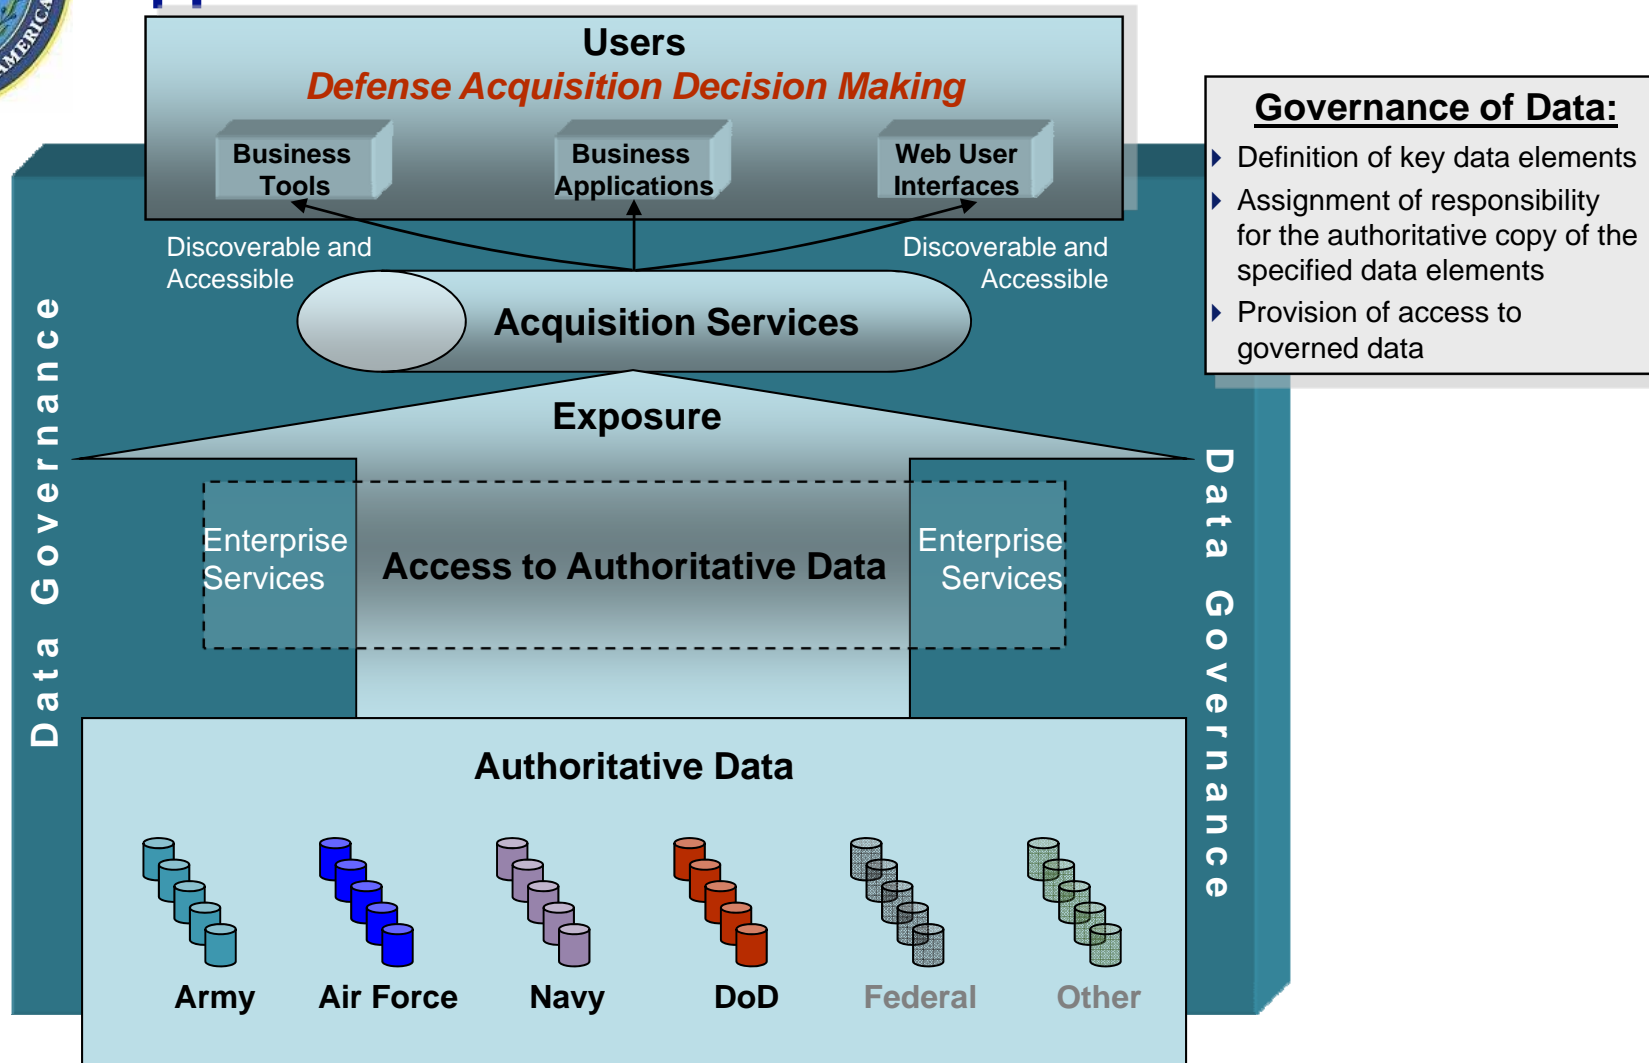 AMERICA
Users
Defense Acquisition Decision Making
Business
Tools
Business
Applications
Web User
Interfaces
Discoverable and
Accessible
Discoverable and
Accessible
Acquisition Services
Exposure
Enterprise
Services
Access to Authoritative Data
Enterprise
Services
Data Governance
Data Governance
Authoritative Data
Army
Air Force
Navy
DoD
Federal
Other
Governance of Data:
Definition of key data elements
Assignment of responsibility
for the authoritative copy of the
specified data elements
Provision of access to
governed data